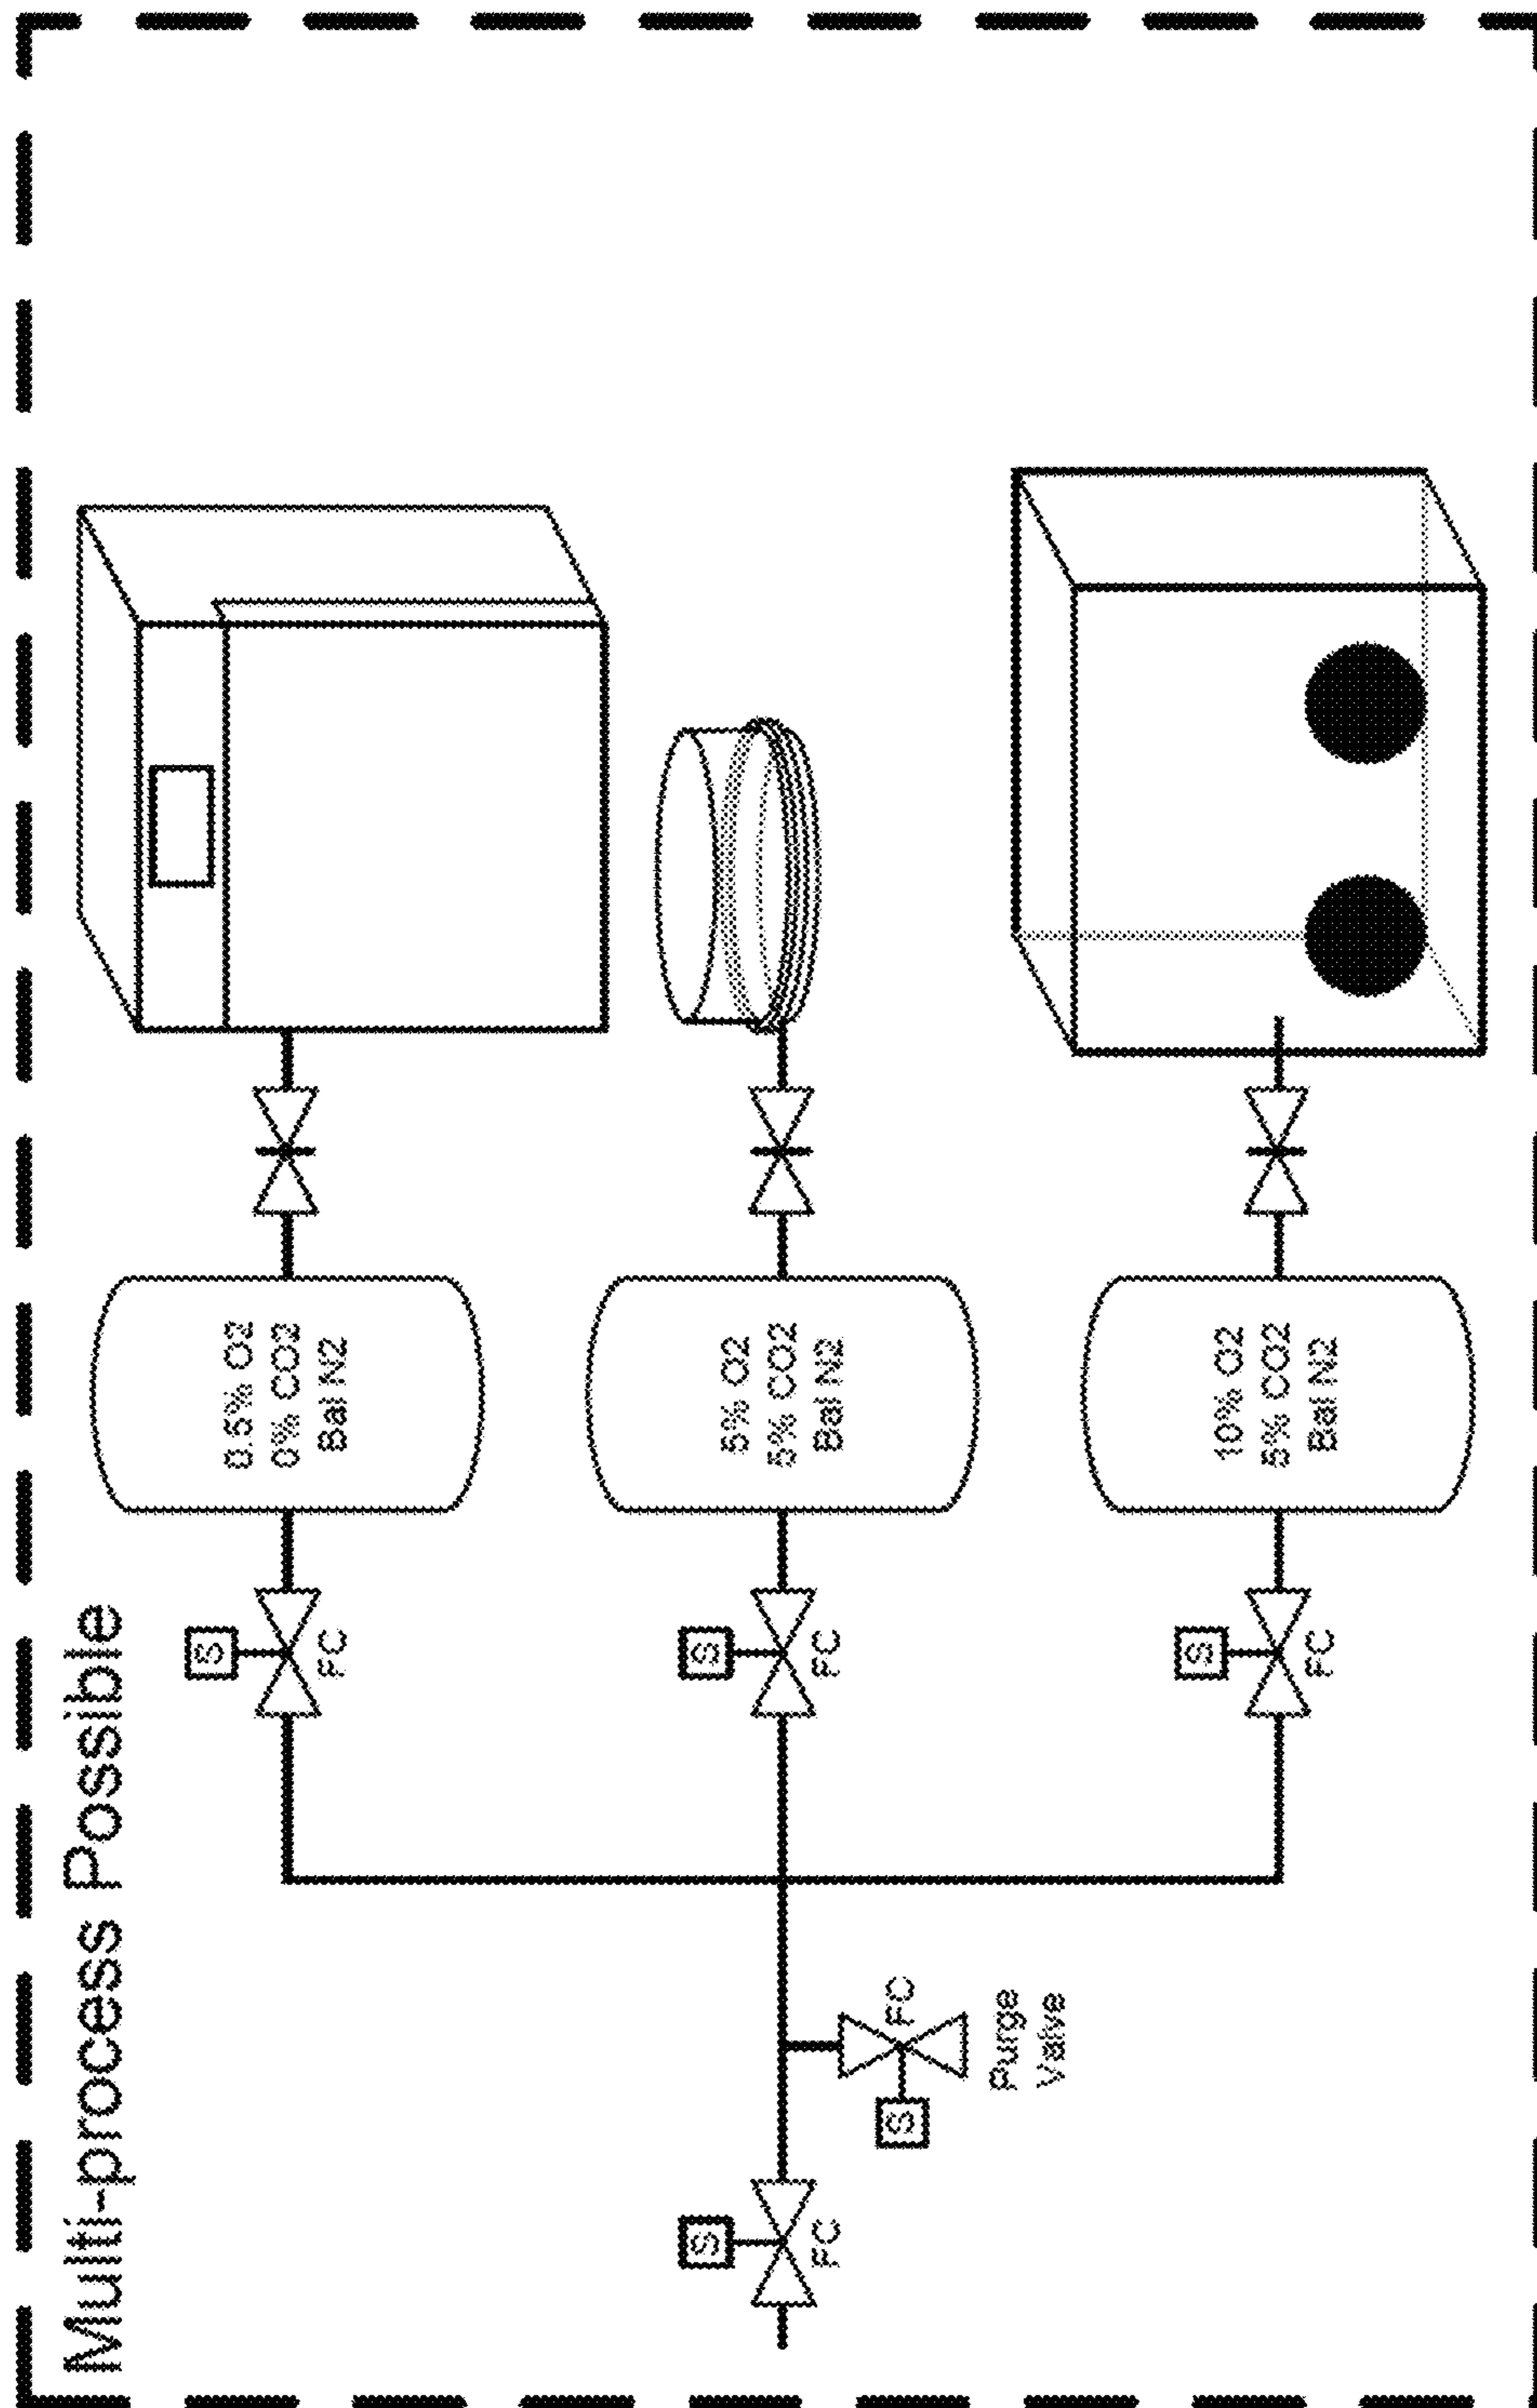 Multi-process Possible
S
FC
0.5% O2
0% CO2
Bal N2
S
FC
S
FC
Purge
Valve
S
FC
5% O2
5% CO2
Bal N2
S
FC
10% O2
5% CO2
Bal N2